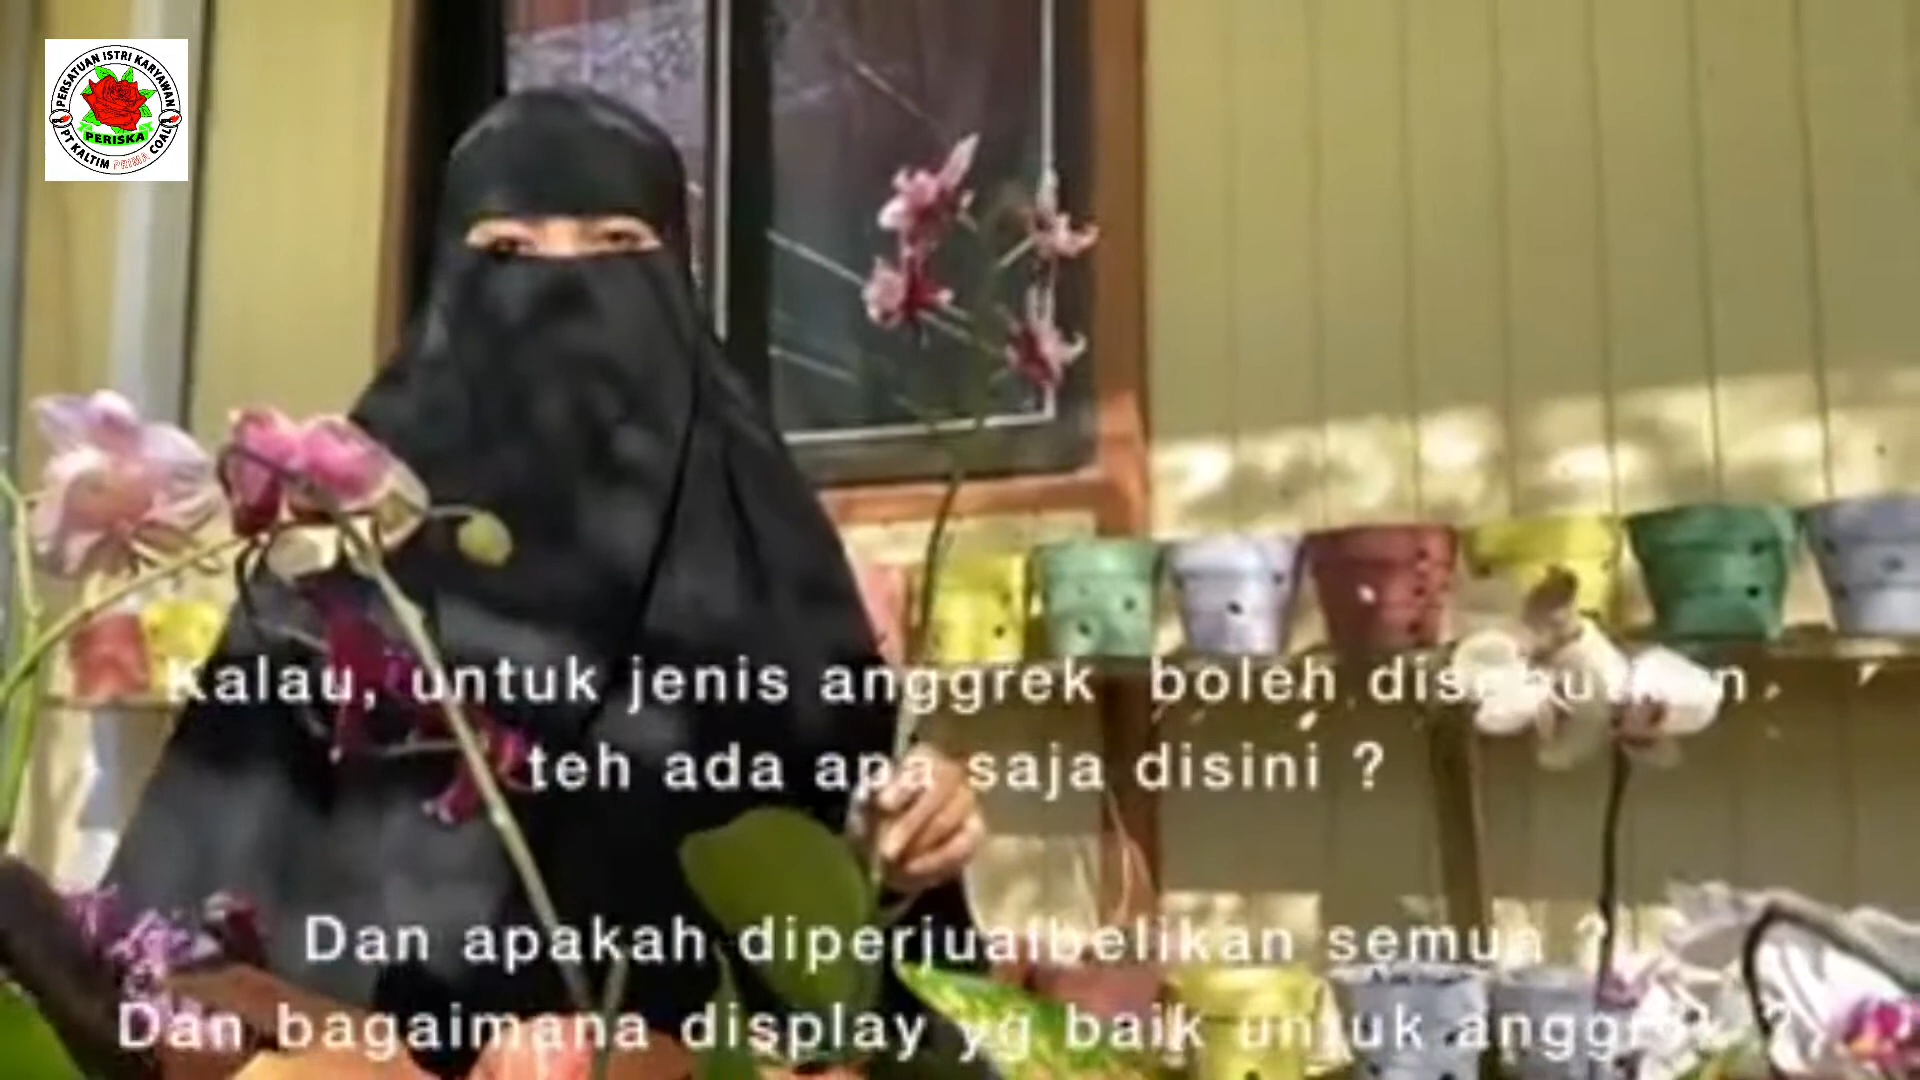 PERSATUAN ISTRI KARYAWAN
PERISKA
PT KALTIM PRIMA COAL
Kalau, untuk jenis anggrek boleh disebutkan
teh ada apa saja disini ?
Dan apakah diperjualbelikan semua ?
Dan bagaimana display yg baik untuk anggrek ?